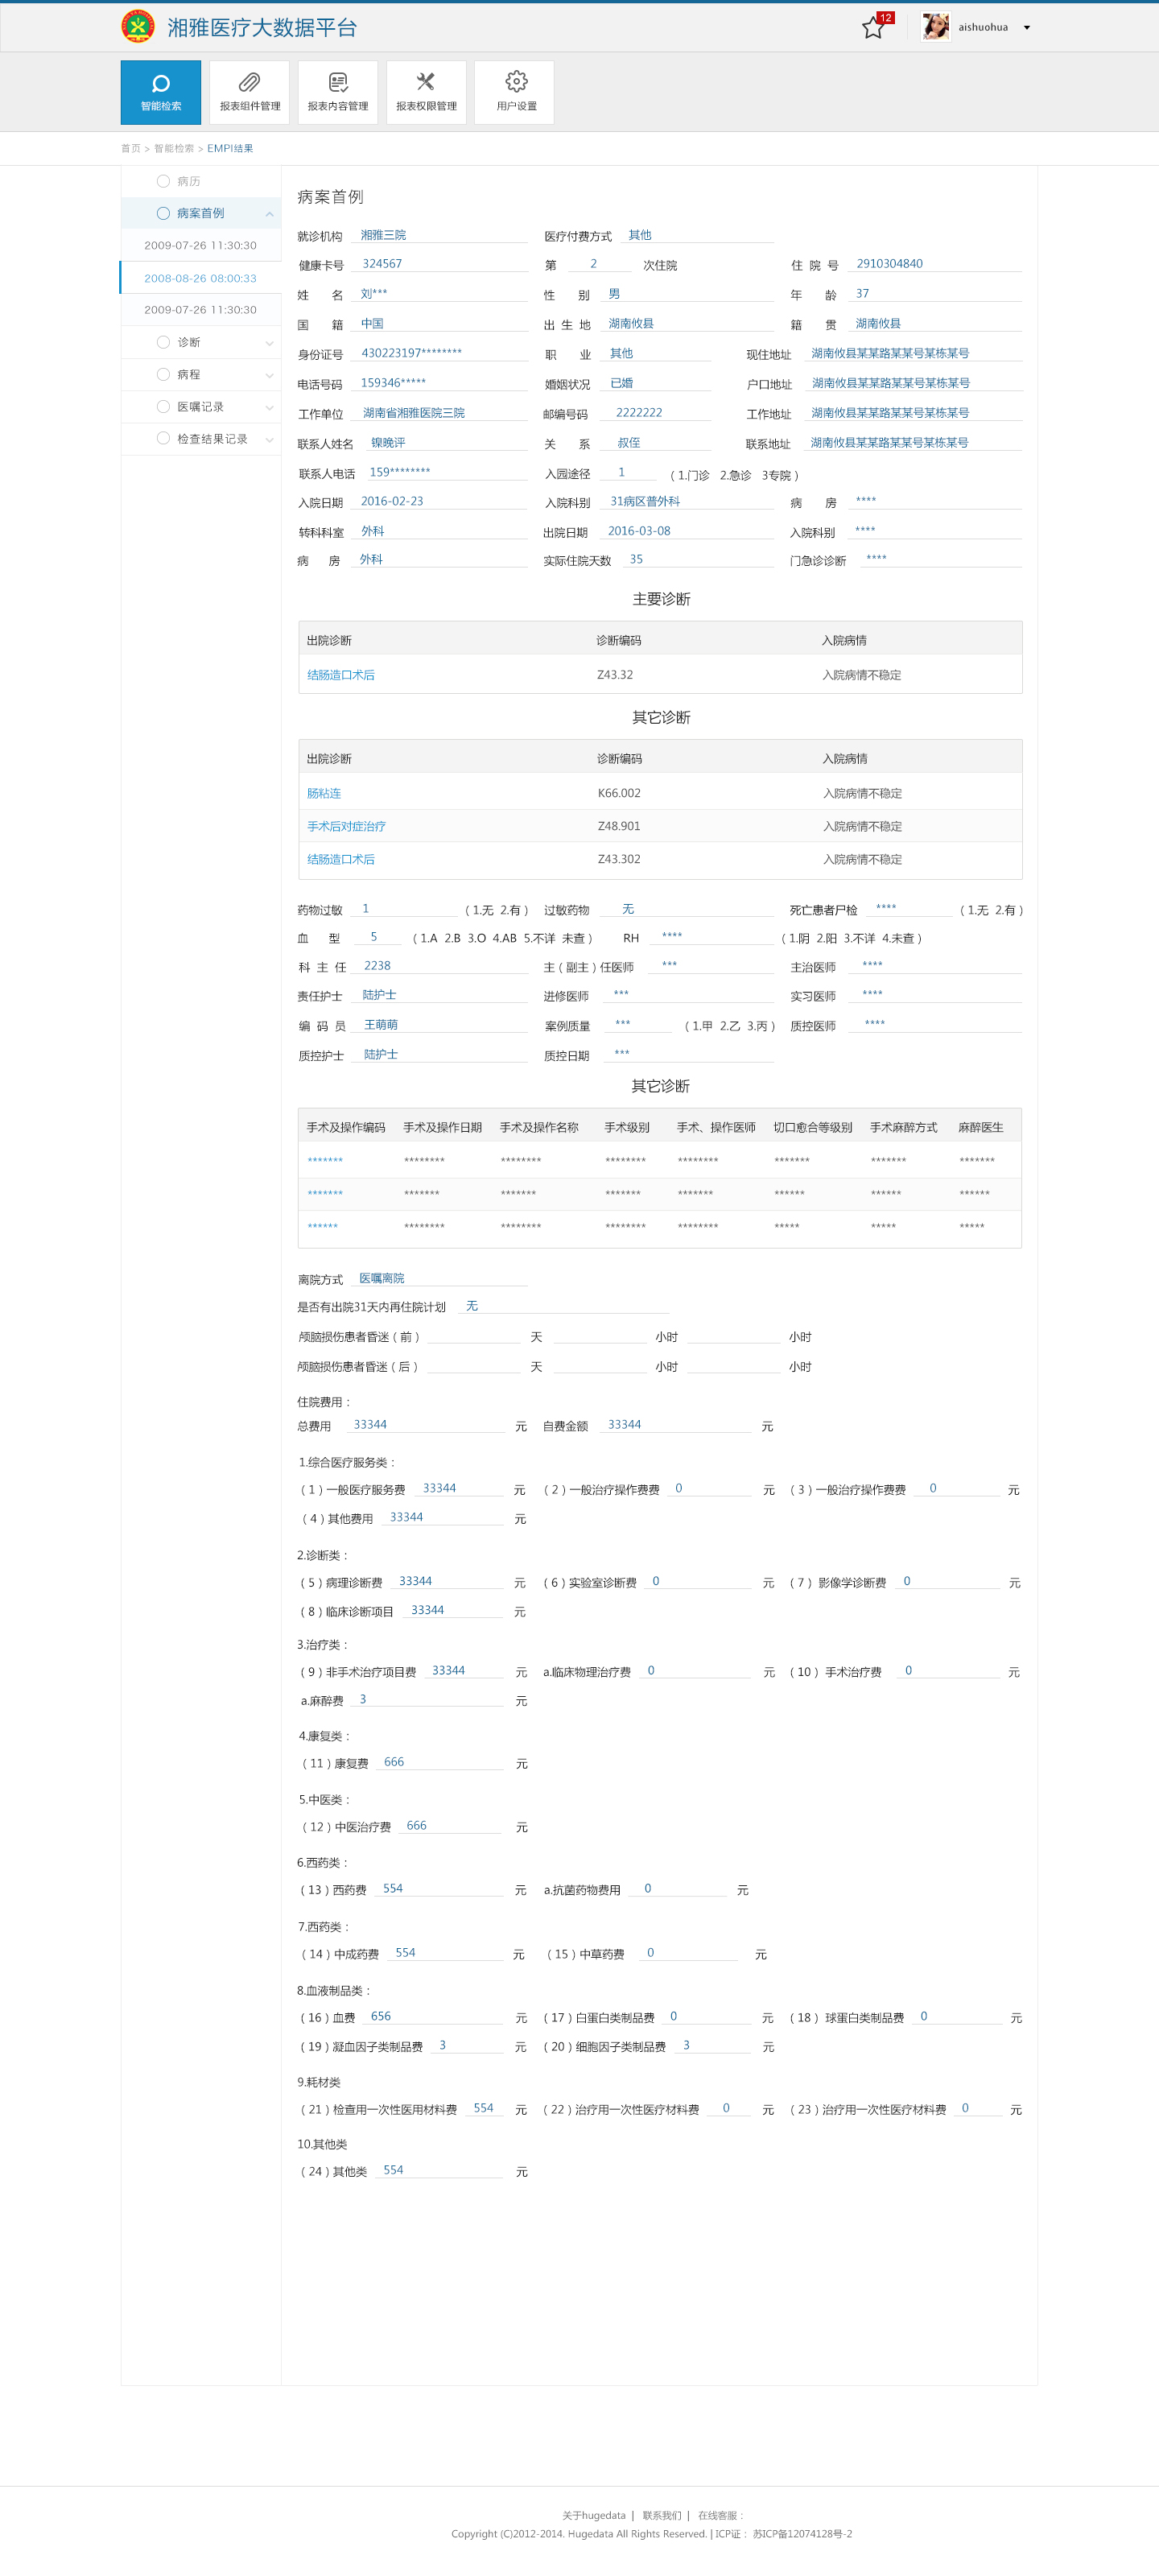 湘雅医疗大数据平台
12
aishuohua
智能检索 报表组件管理 报表内容管理 报表权限管理 用户设置
首页 > 智能检索 > EMPI结果
病历
病案首例
2009-07-26 11:30:30
2008-08-26 08:00:33
2009-07-26 11:30:30
诊断
病程
医嘱记录
检查结果记录
病案首例
就诊机构 湘雅三院 医疗付费方式 其他
健康卡号 324567 第 2 次住院 住 院 号 2910304840
姓 名 刘*** 性 别 男 年 龄 37
国 籍 中国 出 生 地 湖南攸县 籍 贯 湖南攸县
身份证号 430223197******** 职 业 其他 现住地址 湖南攸县某某路某某号某栋某号
电话号码 159346***** 婚姻状况 已婚 户口地址 湖南攸县某某路某某号某栋某号
工作单位 湖南省湘雅医院三院 邮编号码 2222222 工作地址 湖南攸县某某路某某号某栋某号
联系人姓名 镍晚评 关 系 叔侄 联系地址 湖南攸县某某路某某号某栋某号
联系人电话 159******** 入园途径 1 （1.门诊 2.急诊 3专院）
入院日期 2016-02-23 入院科别 31病区普外科 病 房 ****
转科科室 外科 出院日期 2016-03-08 入院科别 ****
病 房 外科 实际住院天数 35 门急诊诊断 ****
主要诊断
出院诊断 诊断编码 入院病情
结肠造口术后 Z43.32 入院病情不稳定
其它诊断
出院诊断 诊断编码 入院病情
肠粘连 K66.002 入院病情不稳定
手术后对症治疗 Z48.901 入院病情不稳定
结肠造口术后 Z43.302 入院病情不稳定
药物过敏 1 （1.无 2.有） 过敏药物 无 死亡患者尸检 **** （1.无 2.有）
血 型 5 （1.A 2.B 3.O 4.AB 5.不详 未查） RH **** （1.阴 2.阳 3.不详 4.未查）
科 主 任 2238 主（副主）任医师 *** 主治医师 ****
责任护士 陆护士 进修医师 *** 实习医师 ****
编 码 员 王萌萌 案例质量 *** （1.甲 2.乙 3.丙） 质控医师 ****
质控护士 陆护士 质控日期 ***
其它诊断
手术及操作编码 手术及操作日期 手术及操作名称 手术级别 手术、操作医师 切口愈合等级别 手术麻醉方式 麻醉医生
******* ******** ******** ******** ******** ******* ******* *******
******* ******* ******* ******* ******* ****** ****** ******
****** ******** ******** ******** ******** ***** ***** *****
离院方式 医嘱离院
是否有出院31天内再住院计划 无
颅脑损伤患者昏迷（前） 天 小时 小时
颅脑损伤患者昏迷（后） 天 小时 小时
住院费用：
总费用 33344 元 自费金额 33344 元
1.综合医疗服务类：
（1）一般医疗服务费 33344 元 （2）一般治疗操作费费 0 元 （3）一般治疗操作费费 0 元
（4）其他费用 33344 元
2.诊断类：
（5）病理诊断费 33344 元 （6）实验室诊断费 0 元 （7） 影像学诊断费 0 元
（8）临床诊断项目 33344 元
3.治疗类：
（9）非手术治疗项目费 33344 元 a.临床物理治疗费 0 元 （10） 手术治疗费 0 元
a.麻醉费 3 元
4.康复类：
（11）康复费 666 元
5.中医类：
（12）中医治疗费 666 元
6.西药类：
（13）西药费 554 元 a.抗菌药物费用 0 元
7.西药类：
（14）中成药费 554 元 （15）中草药费 0 元
8.血液制品类：
（16）血费 656 元 （17）白蛋白类制品费 0 元 （18） 球蛋白类制品费 0 元
（19）凝血因子类制品费 3 元 （20）细胞因子类制品费 3 元
9.耗材类
（21）检查用一次性医用材料费 554 元 （22）治疗用一次性医疗材料费 0 元 （23）治疗用一次性医疗材料费 0 元
10.其他类
（24）其他类 554 元
关于hugedata | 联系我们 | 在线客服：
Copyright (C)2012-2014. Hugedata All Rights Reserved. | ICP证： 苏ICP备12074128号-2